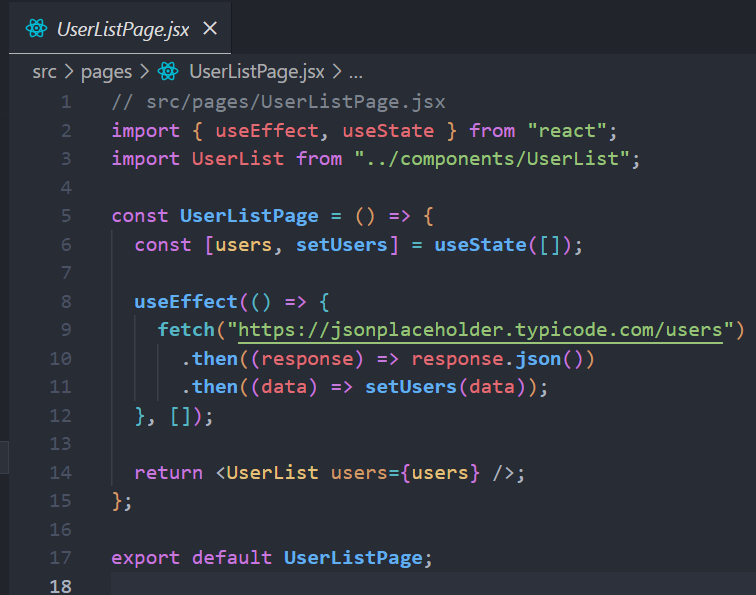 UserListPage.jsx ×
src > pages > UserListPage.jsx > ...
1 // src/pages/UserListPage.jsx
2 import { useEffect, useState } from "react";
3 import UserList from "../components/UserList";
4
5 const UserListPage = () => {
6   const [users, setUsers] = useState([]);
7
8   useEffect(() => {
9     fetch("https://jsonplaceholder.typicode.com/users")
10       .then((response) => response.json())
11       .then((data) => setUsers(data));
12   }, []);
13
14   return <UserList users={users} />;
15 };
16
17 export default UserListPage;
18